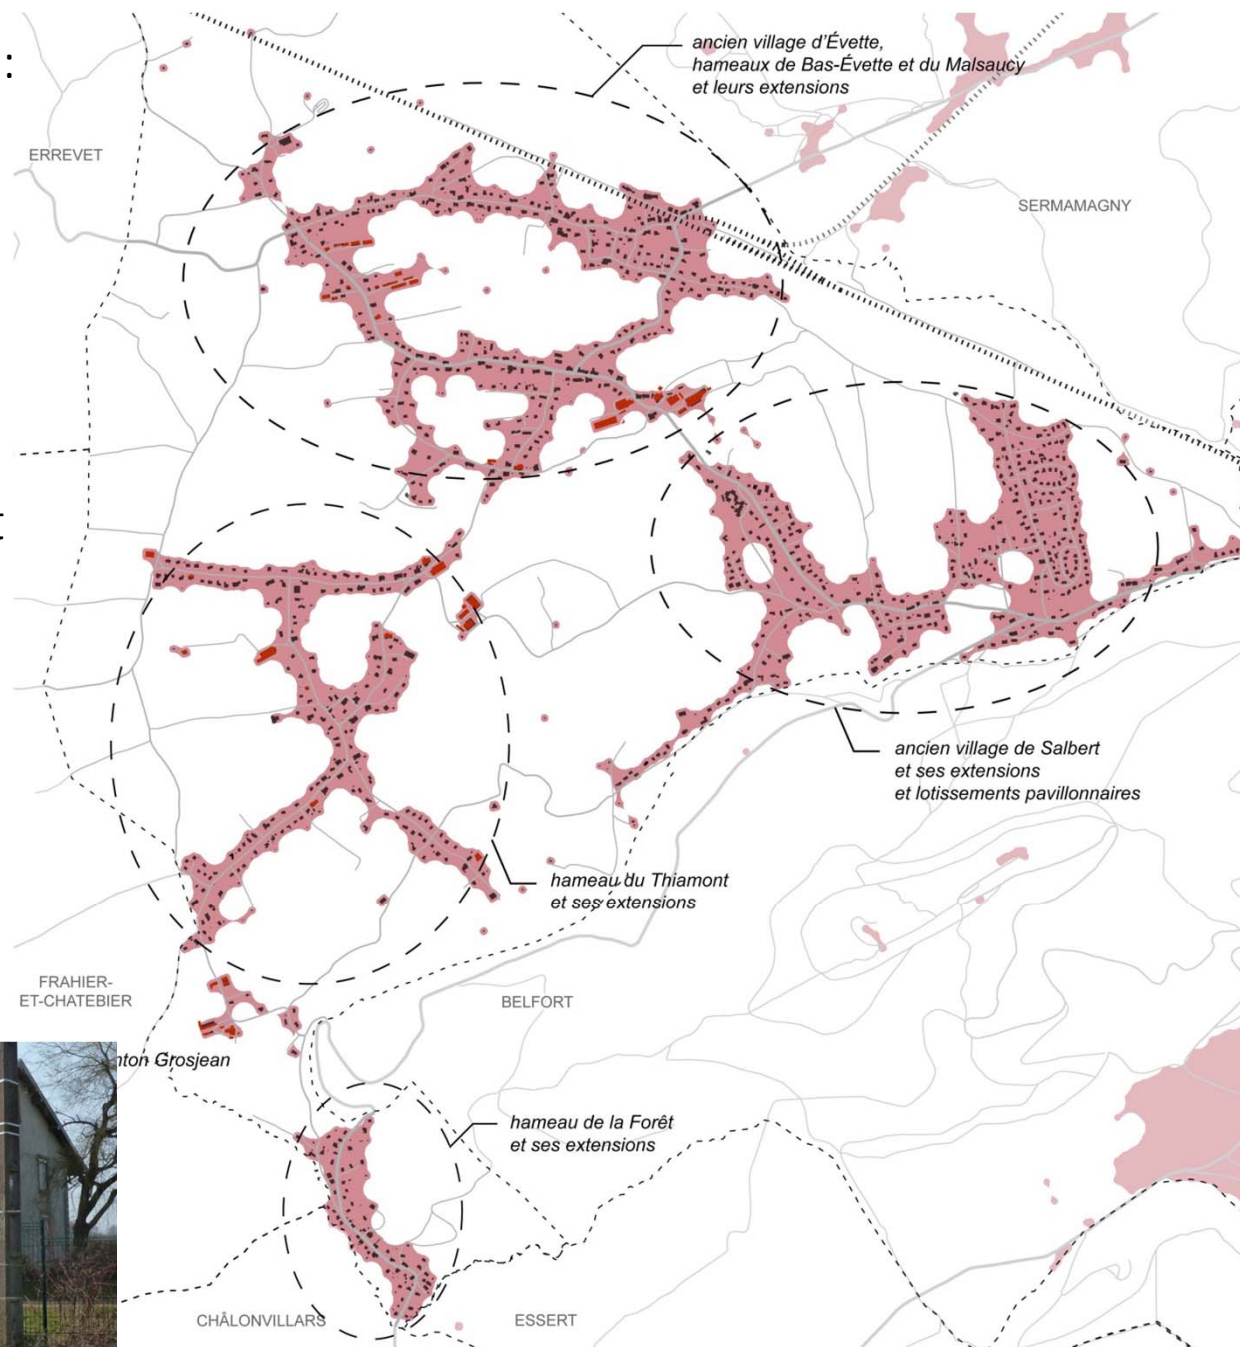 :
ancien village d'Évette,
hameaux de Bas-Évette et du Malsaucy
et leurs extensions
ERREVET
SERMAMAGNY
ancien village de Salbert
et ses extensions
et lotissements pavillonnaires
hameau du Thiamont
et ses extensions
FRAHIER-
ET-CHATEBIER
BELFORT
Grosjean
hameau de la Forêt
et ses extensions
CHÂLONVILLARS
ESSERT